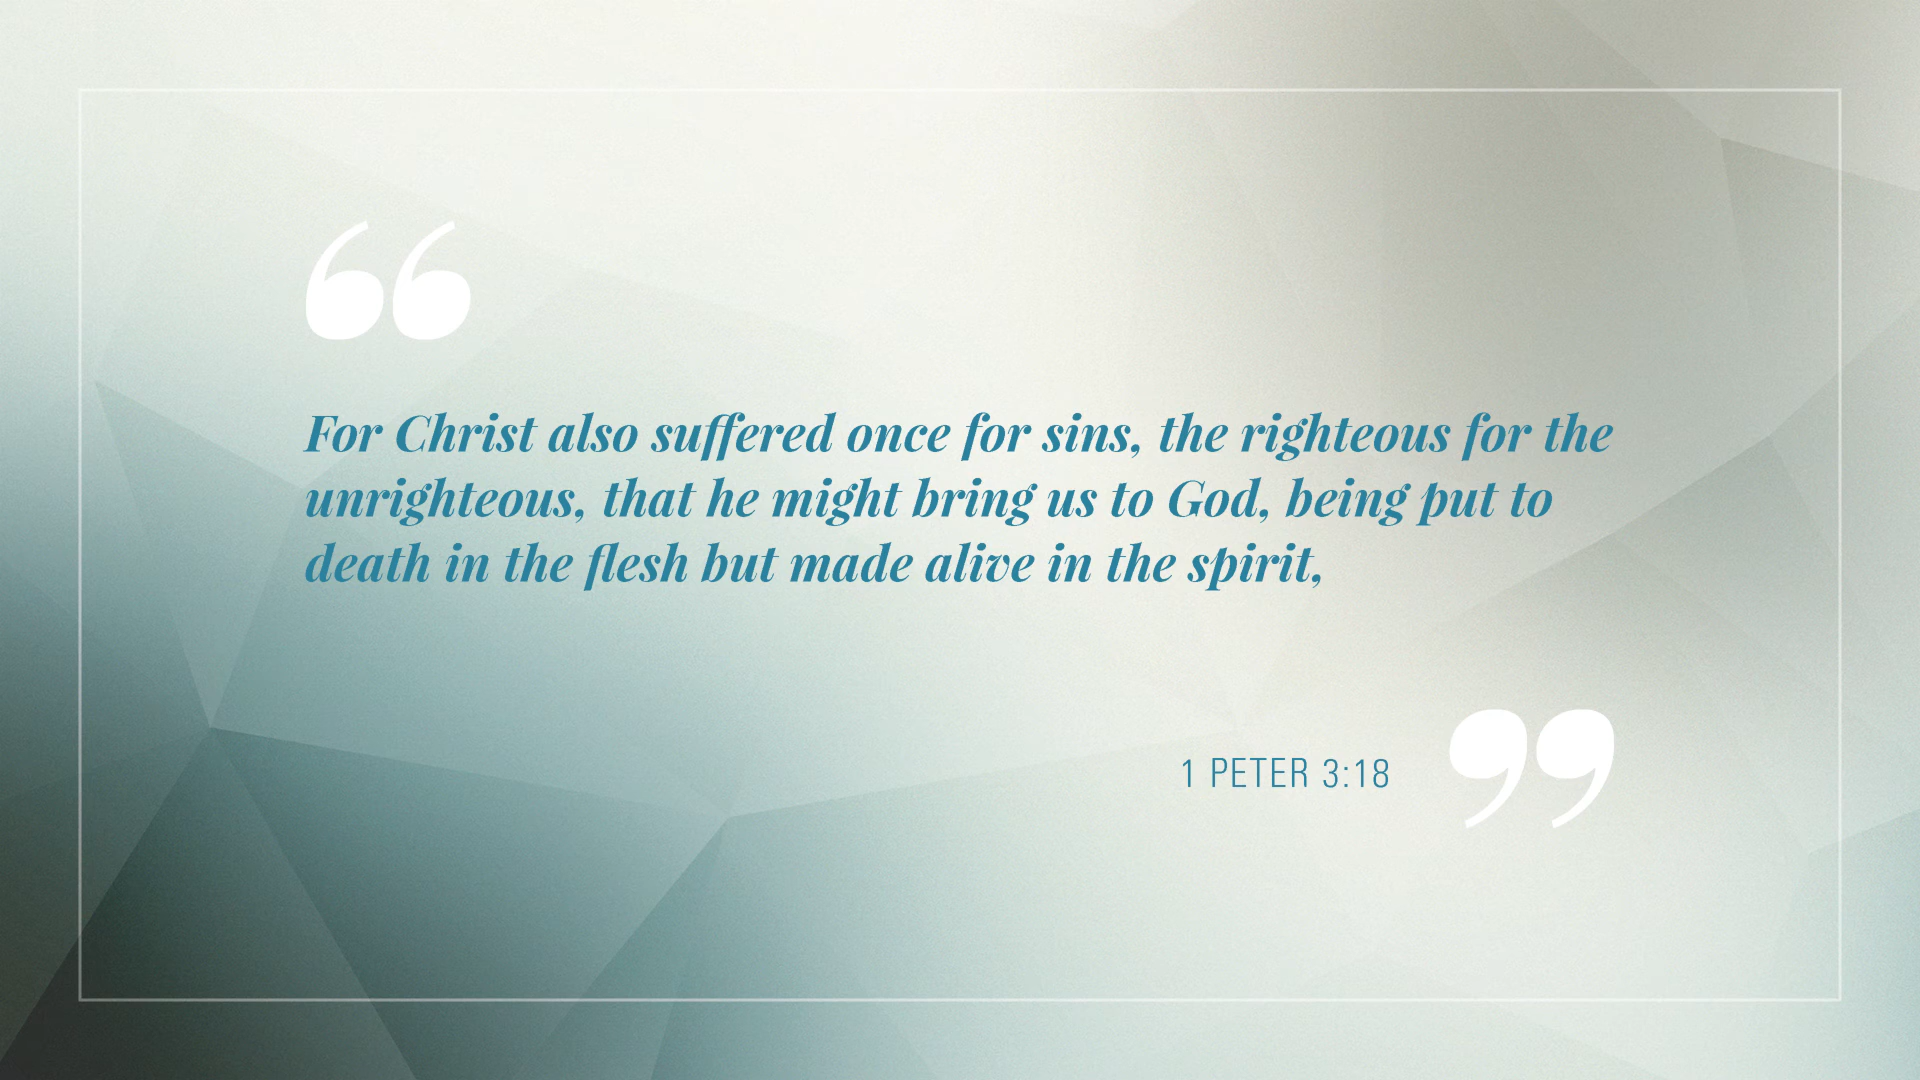 “
For Christ also suffered once for sins, the righteous for the
unrighteous, that he might bring us to God, being put to
death in the flesh but made alive in the spirit,
1 PETER 3:18 ”